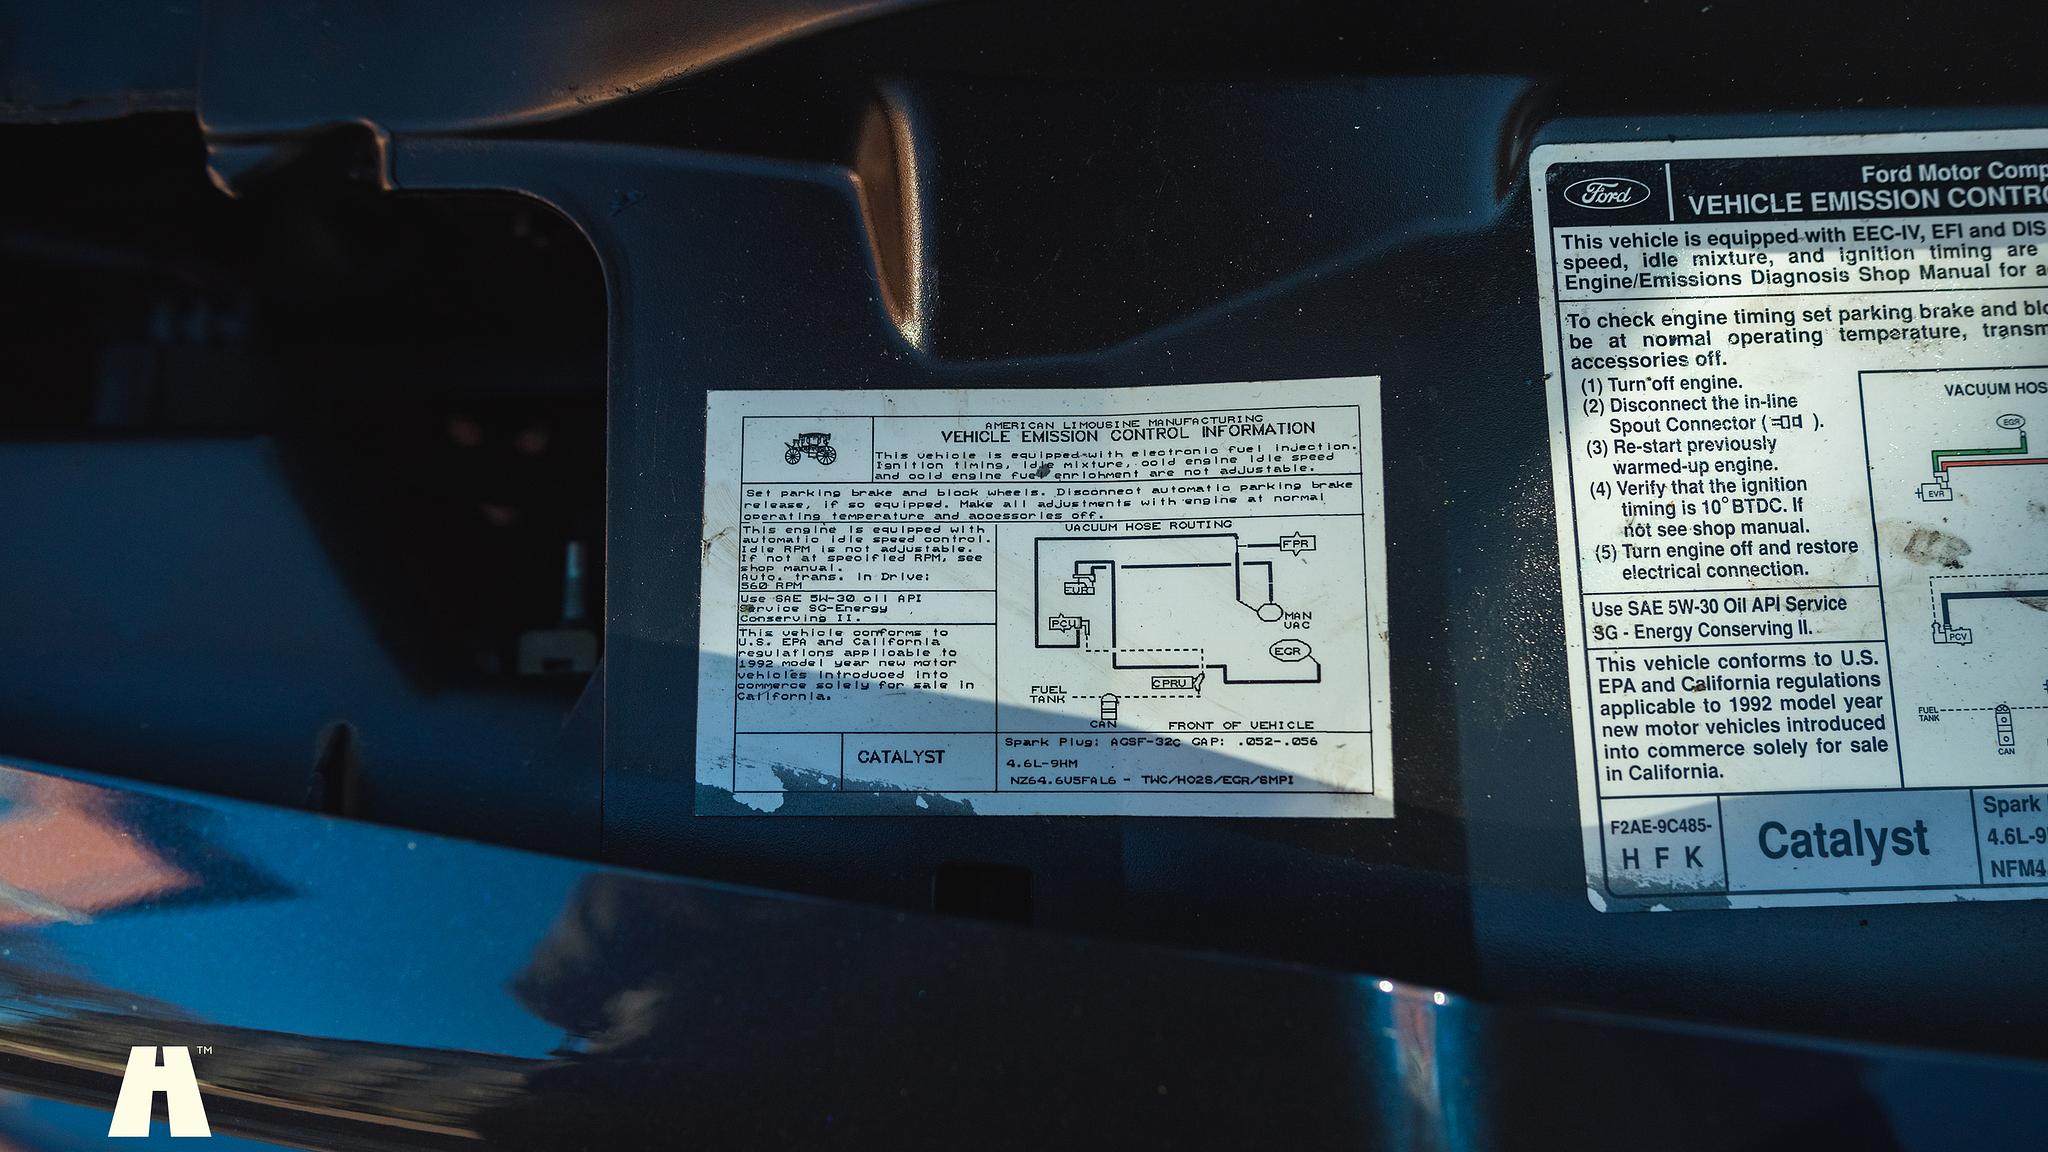 AMERICAN LIMOUSINE MANUFACTURING
VEHICLE EMISSION CONTROL INFORMATION
This vehicle is equipped with electronic fuel injection.
Ignition timing, idle mixture, cold engine idle speed
and cold engine fuel enrichment are not adjustable.
Set parking brake and block wheels. Disconnect automatic parking brake
release, if so equipped. Make all adjustments with engine at normal
operating temperature and accessories off.
This engine is equipped with
automatic idle speed control.
Idle RPM is not adjustable.
If not at specified RPM, see
shop manual.
Auto. trans. in Drive:
560 RPM
Use SAE 5W-30 oil API
Service SG-Energy
Conserving II.
This vehicle conforms to
U.S. EPA and California
regulations applicable to
1992 model year new motor
vehicles introduced into
commerce solely for sale in
California.
VACUUM HOSE ROUTING
FPR
EVR
PCV
MAN
VAC
EGR
CPRV
FUEL
TANK
CAN
FRONT OF VEHICLE
CATALYST
Spark Plug: AGSF-32C GAP: .052-.056
4.6L-9HM
NZ64.6V5FAL6 - TWC/HO2S/EGR/SMPI
Ford
Ford Motor Comp
VEHICLE EMISSION CONTRO
This vehicle is equipped with EEC-IV, EFI and DIS
speed, idle mixture, and ignition timing are
Engine/Emissions Diagnosis Shop Manual for a
To check engine timing set parking brake and blo
be at normal operating temperature, transm
accessories off.
(1) Turn off engine.
(2) Disconnect the in-line
Spout Connector ( ).
(3) Re-start previously
warmed-up engine.
(4) Verify that the ignition
timing is 10° BTDC. If
not see shop manual.
(5) Turn engine off and restore
electrical connection.
Use SAE 5W-30 Oil API Service
SG - Energy Conserving II.
This vehicle conforms to U.S.
EPA and California regulations
applicable to 1992 model year
new motor vehicles introduced
into commerce solely for sale
in California.
VACUUM HOS
EGR
EVR
PCV
FUEL
TANK
CAN
F2AE-9C485-
H F K
Catalyst
Spark
4.6L-9
NFM4
H™